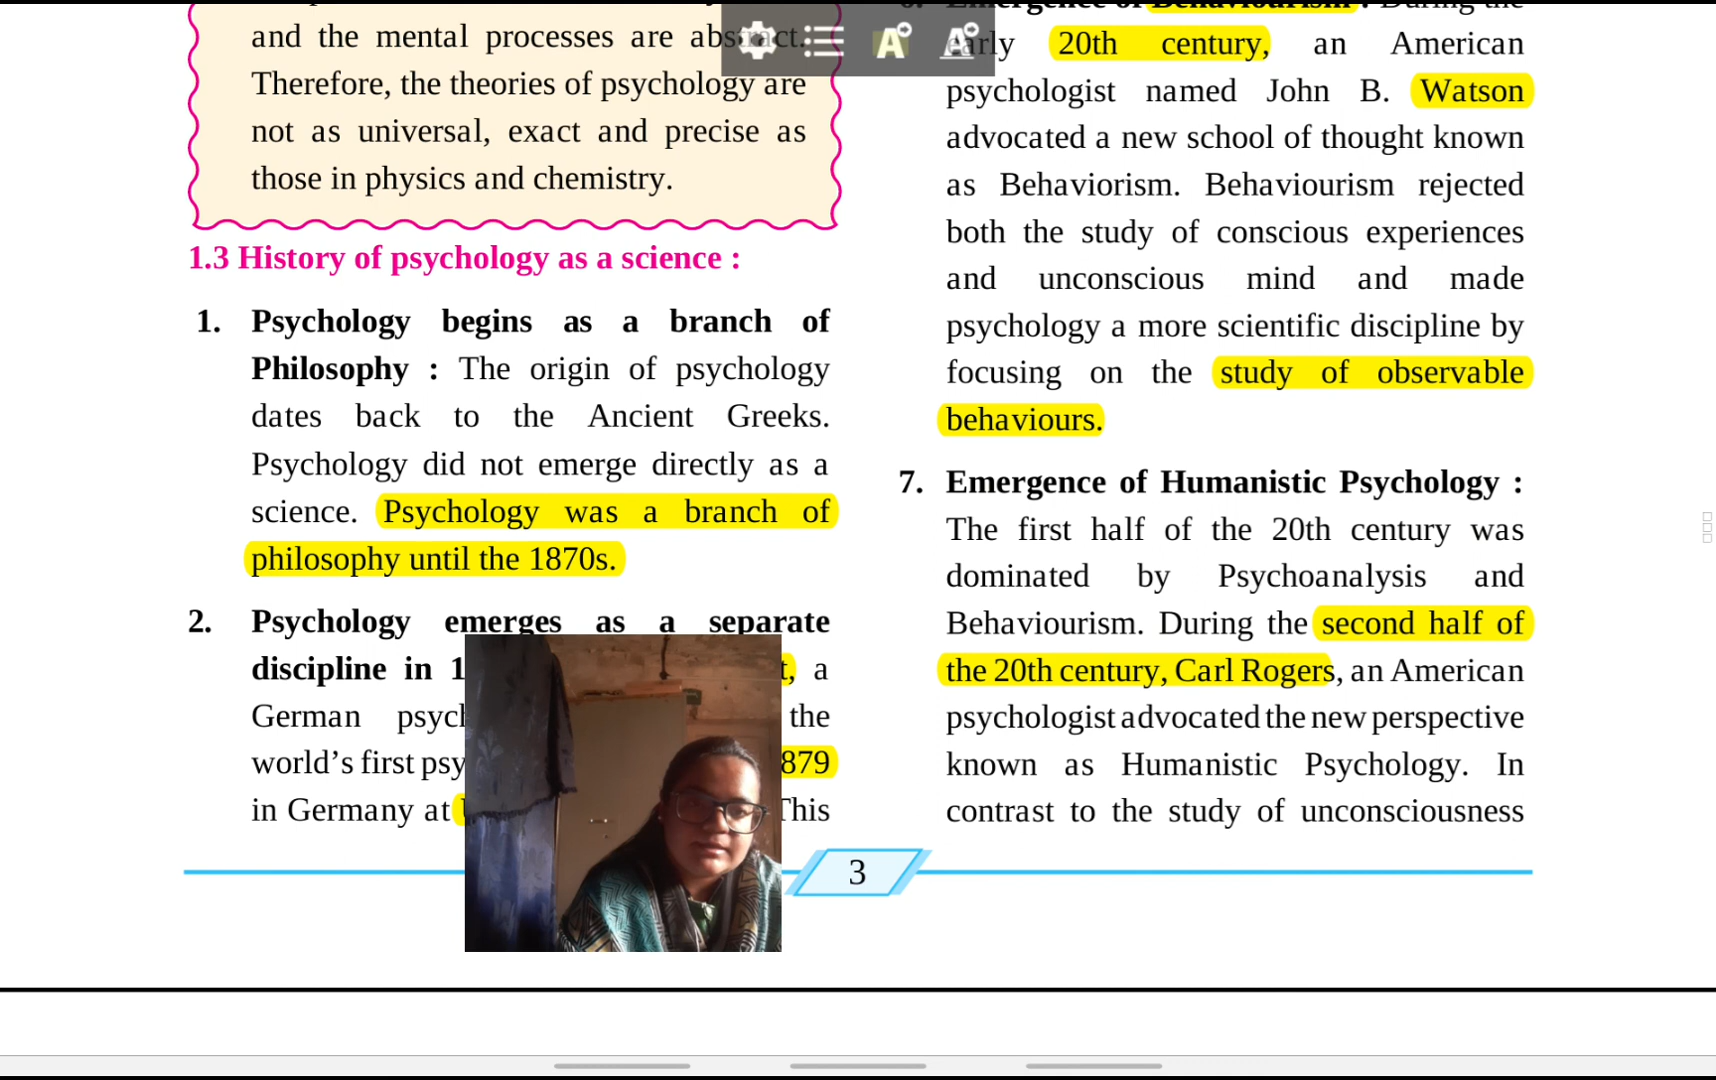 and the mental processes are abstract.
Therefore, the theories of psychology are
not as universal, exact and precise as
those in physics and chemistry.
1.3 History of psychology as a science :
1. Psychology begins as a branch of
Philosophy : The origin of psychology
dates back to the Ancient Greeks.
Psychology did not emerge directly as a
science. Psychology was a branch of
philosophy until the 1870s.
2. Psychology emerges as a separate
discipline in 1 t, a
German psych the
world’s first psy 879
in Germany at This
6. Emergence of Behaviourism : During the
early 20th century, an American
psychologist named John B. Watson
advocated a new school of thought known
as Behaviorism. Behaviourism rejected
both the study of conscious experiences
and unconscious mind and made
psychology a more scientific discipline by
focusing on the study of observable
behaviours.
7. Emergence of Humanistic Psychology :
The first half of the 20th century was
dominated by Psychoanalysis and
Behaviourism. During the second half of
the 20th century, Carl Rogers, an American
psychologist advocated the new perspective
known as Humanistic Psychology. In
contrast to the study of unconsciousness
3